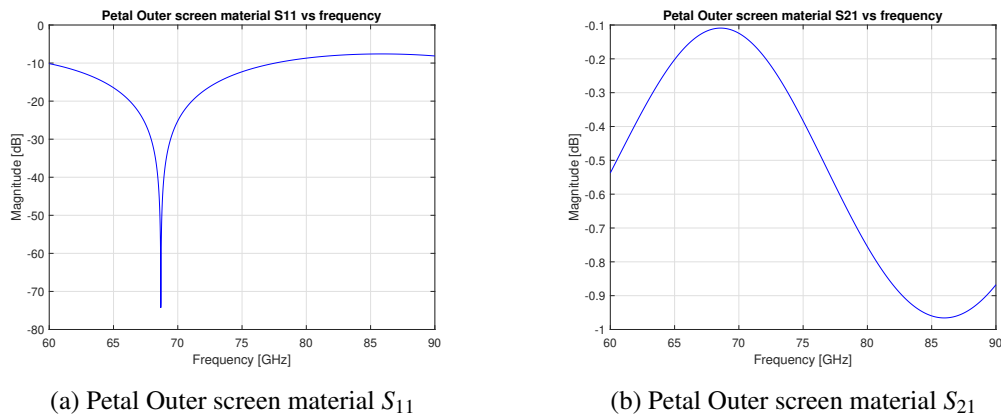 Petal Outer screen material S11 vs frequency
0
-10
-20
-30
-40
-50
-60
-70
-80
Magnitude [dB]
60 65 70 75 80 85 90
Frequency [GHz]
(a) Petal Outer screen material S₁₁
Petal Outer screen material S21 vs frequency
-0.1
-0.2
-0.3
-0.4
-0.5
-0.6
-0.7
-0.8
-0.9
-1
Magnitude [dB]
60 65 70 75 80 85 90
Frequency [GHz]
(b) Petal Outer screen material S₂₁